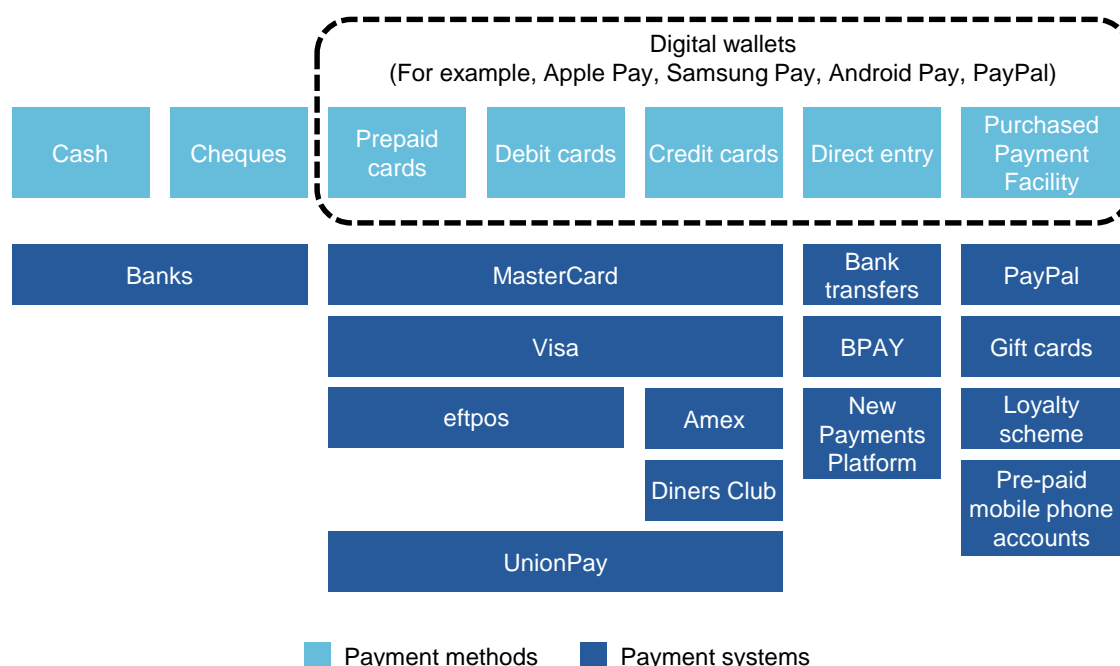 Digital wallets
(For example, Apple Pay, Samsung Pay, Android Pay, PayPal)
Cash
Cheques
Prepaid
cards
Debit cards
Credit cards
Direct entry
Purchased
Payment
Facility
Banks
MasterCard
Bank
transfers
PayPal
Visa
BPAY
Gift cards
eftpos
Amex
New
Payments
Platform
Loyalty
scheme
Diners Club
Pre-paid
mobile phone
accounts
UnionPay
Payment methods
Payment systems